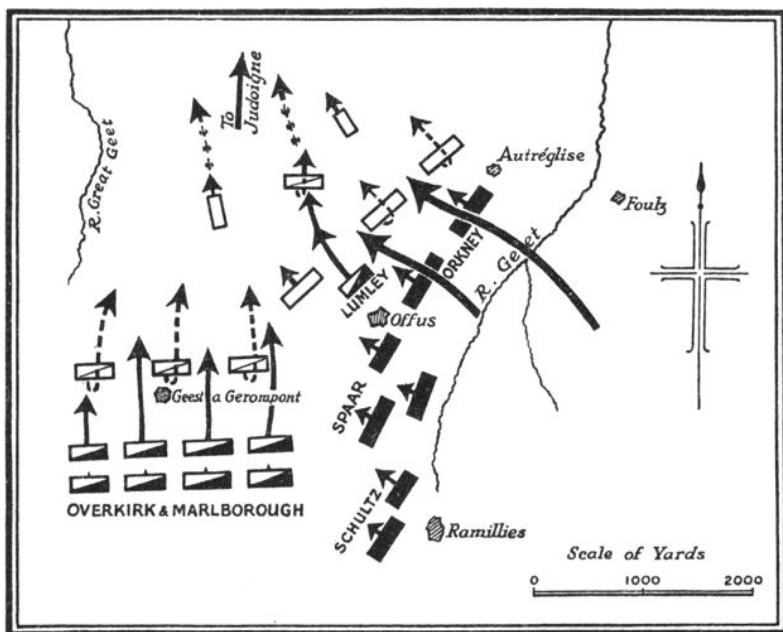 To
Judoigne
R. Great Geet
Autréglise
Foulz
ORKNEY
R. Geeet
LUMLEY
Offus
Geest a Gerompont
SPAAR
OVERKIRK & MARLBOROUGH
SCHULTZ
Ramillies
Scale of Yards
0 1000 2000